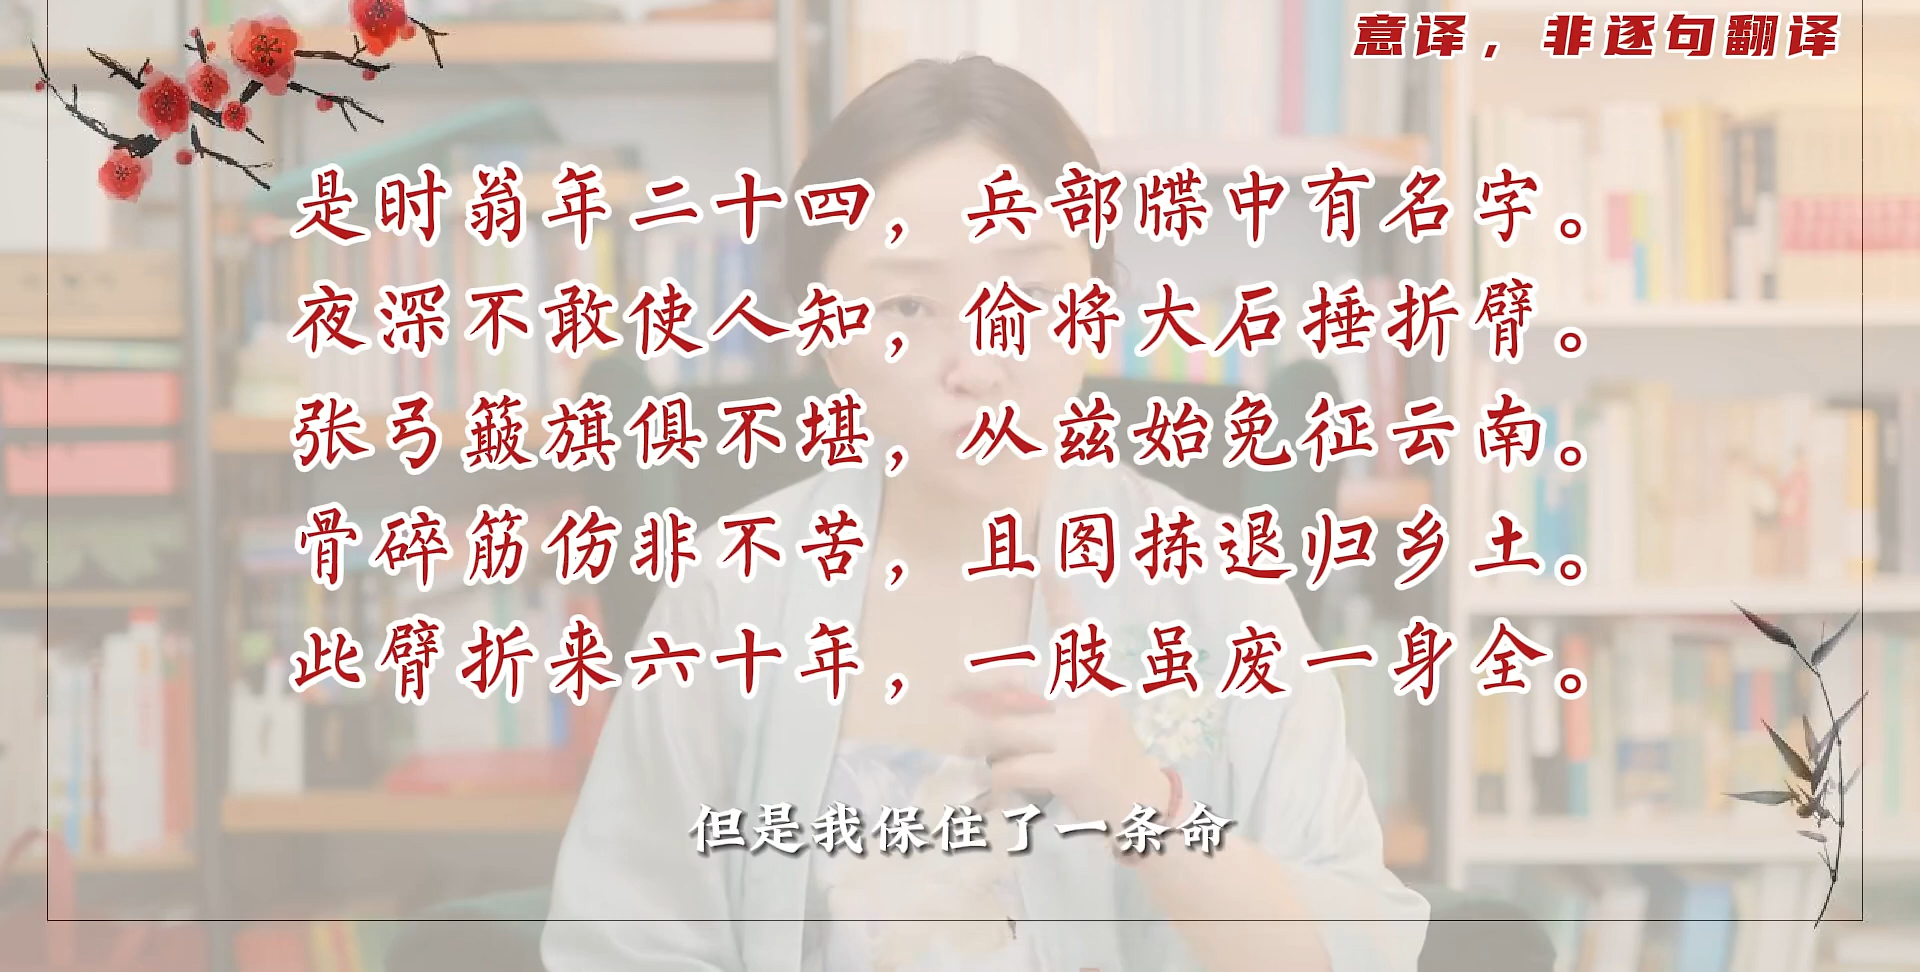 意译，非逐句翻译
是时翁年二十四，兵部牒中有名字。
夜深不敢使人知，偷将大石捶折臂。
张弓簸旗俱不堪，从兹始免征云南。
骨碎筋伤非不苦，且图拣退归乡土。
此臂折来六十年，一肢虽废一身全。
但是我保住了一条命